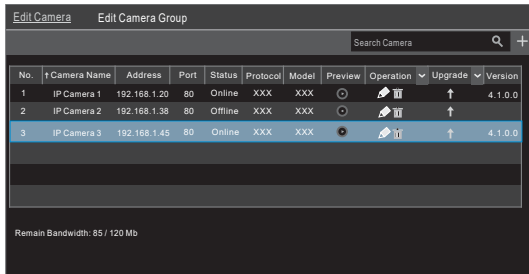 Edit Camera Edit Camera Group
Search Camera
No. Camera Name Address Port Status Protocol Model Preview Operation Upgrade Version
1 IP Camera 1 192.168.1.20 80 Online XXX XXX 4.1.0.0
2 IP Camera 2 192.168.1.38 80 Offline XXX XXX
3 IP Camera 3 192.168.1.45 80 Online XXX XXX 4.1.0.0
Remain Bandwidth: 85 / 120 Mb